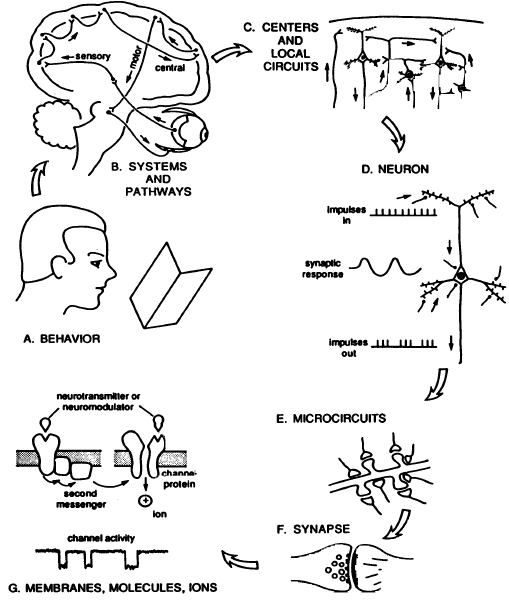 C. CENTERS
AND
LOCAL
CIRCUITS
sensory
motor
central
B. SYSTEMS
AND
PATHWAYS
D. NEURON
impulses
in
synaptic
response
impulses
out
A. BEHAVIOR
neurotransmitter or
neuromodulator
channel
protein
second
messenger
+
ion
E. MICROCIRCUITS
F. SYNAPSE
channel activity
G. MEMBRANES, MOLECULES, IONS